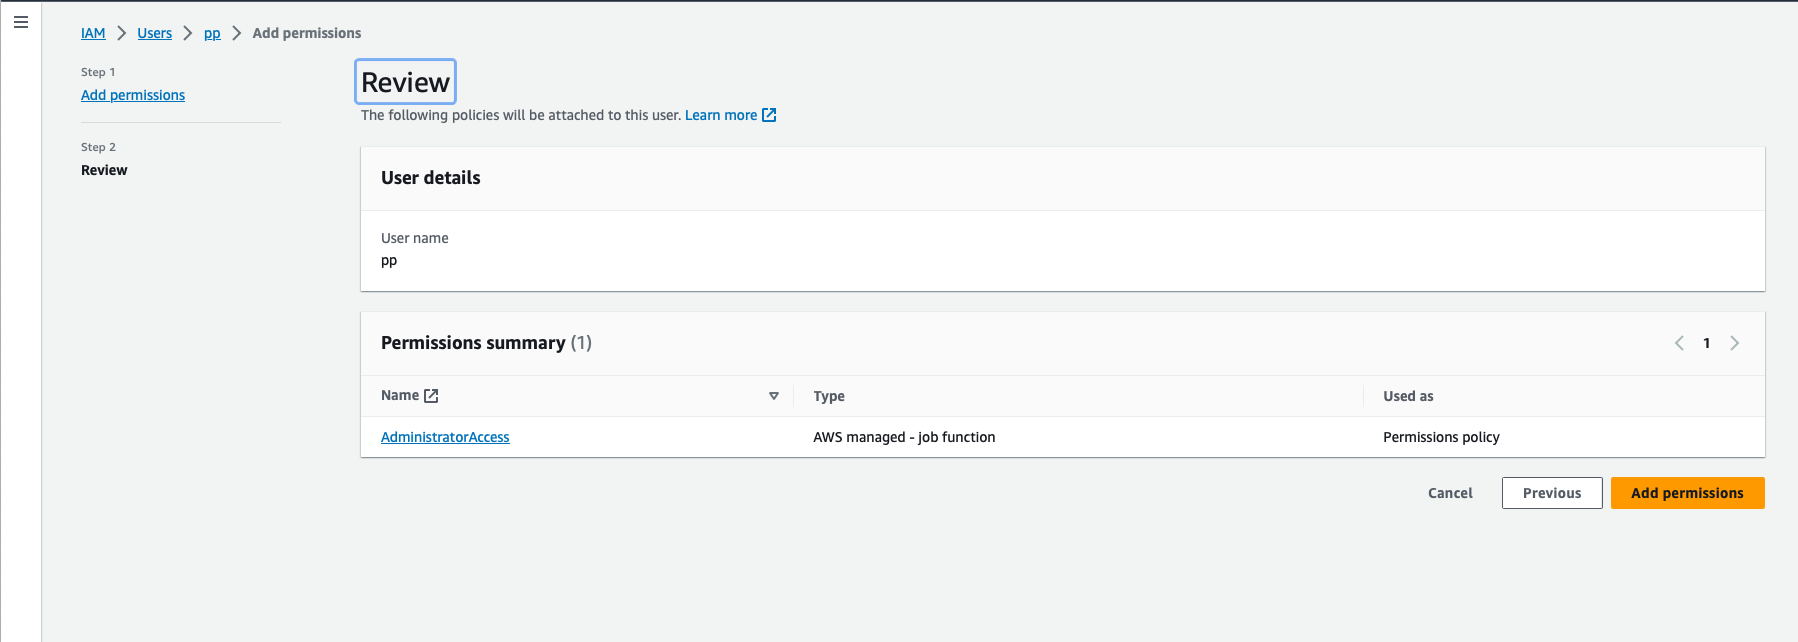 IAM > Users > pp > Add permissions
Step 1
Add permissions
Step 2
Review
Review
The following policies will be attached to this user. Learn more
User details
User name
pp
Permissions summary (1)
1
Name Type Used as
AdministratorAccess AWS managed - job function Permissions policy
Cancel Previous Add permissions